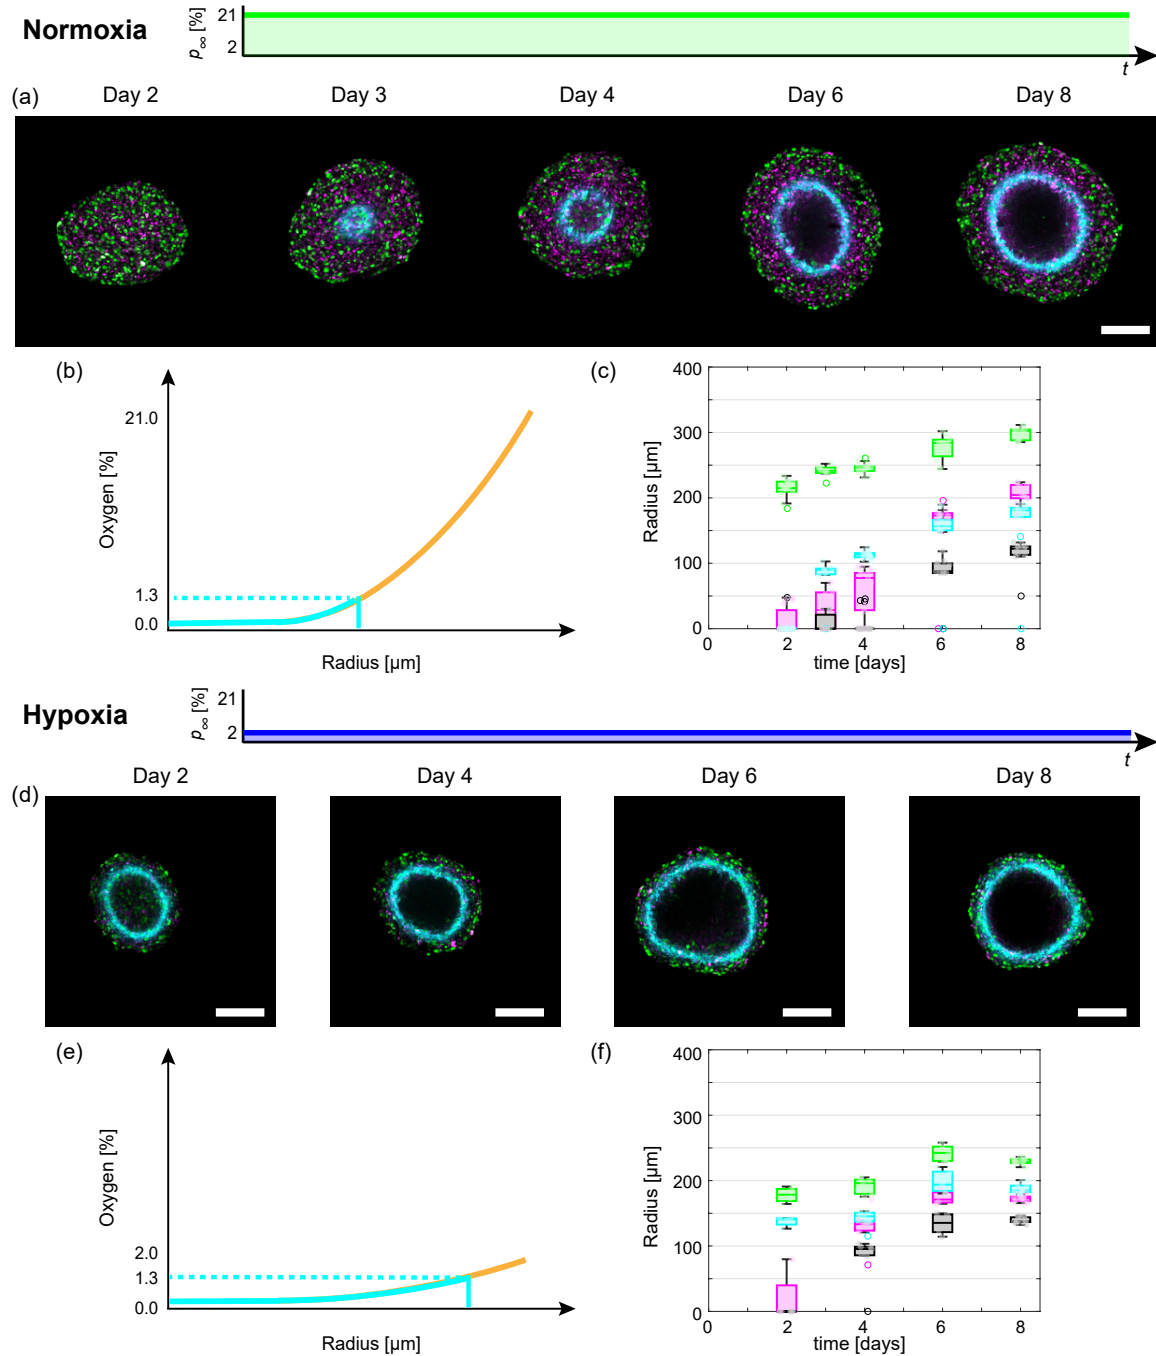 Normoxia
p∞ [%]
21
2
t
(a)
Day 2 Day 3 Day 4 Day 6 Day 8
(b)
Oxygen [%]
21.0
1.3
0.0
Radius [µm]
(c)
Radius [µm]
400
300
200
100
0
0 2 4 6 8
time [days]
Hypoxia
p∞ [%]
21
2
t
(d)
Day 2 Day 4 Day 6 Day 8
(e)
Oxygen [%]
2.0
1.3
0.0
Radius [µm]
(f)
Radius [µm]
400
300
200
100
0
0 2 4 6 8
time [days]